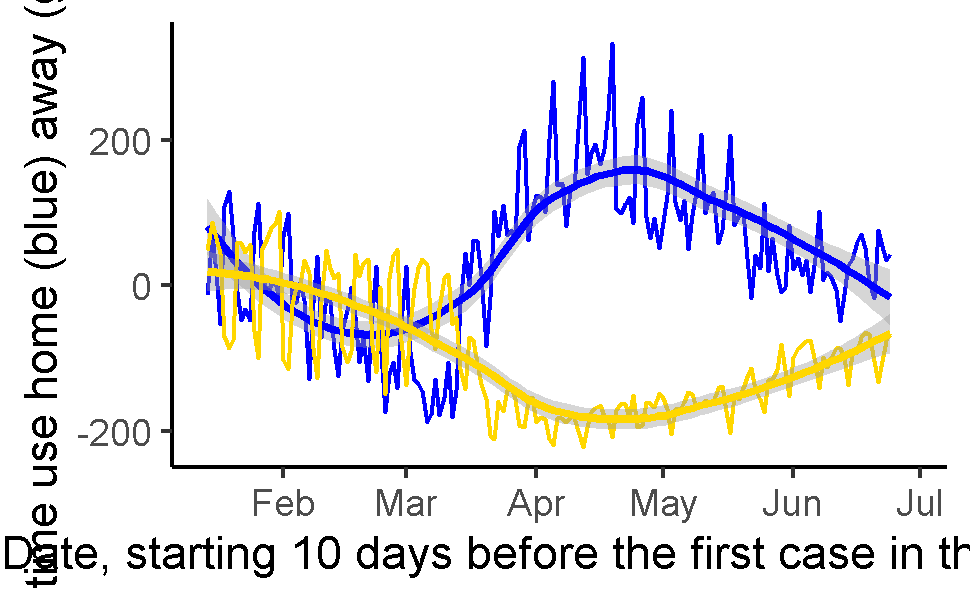 time use home (blue) away (
200
0
-200
Feb Mar Apr May Jun Jul
Date, starting 10 days before the first case in th